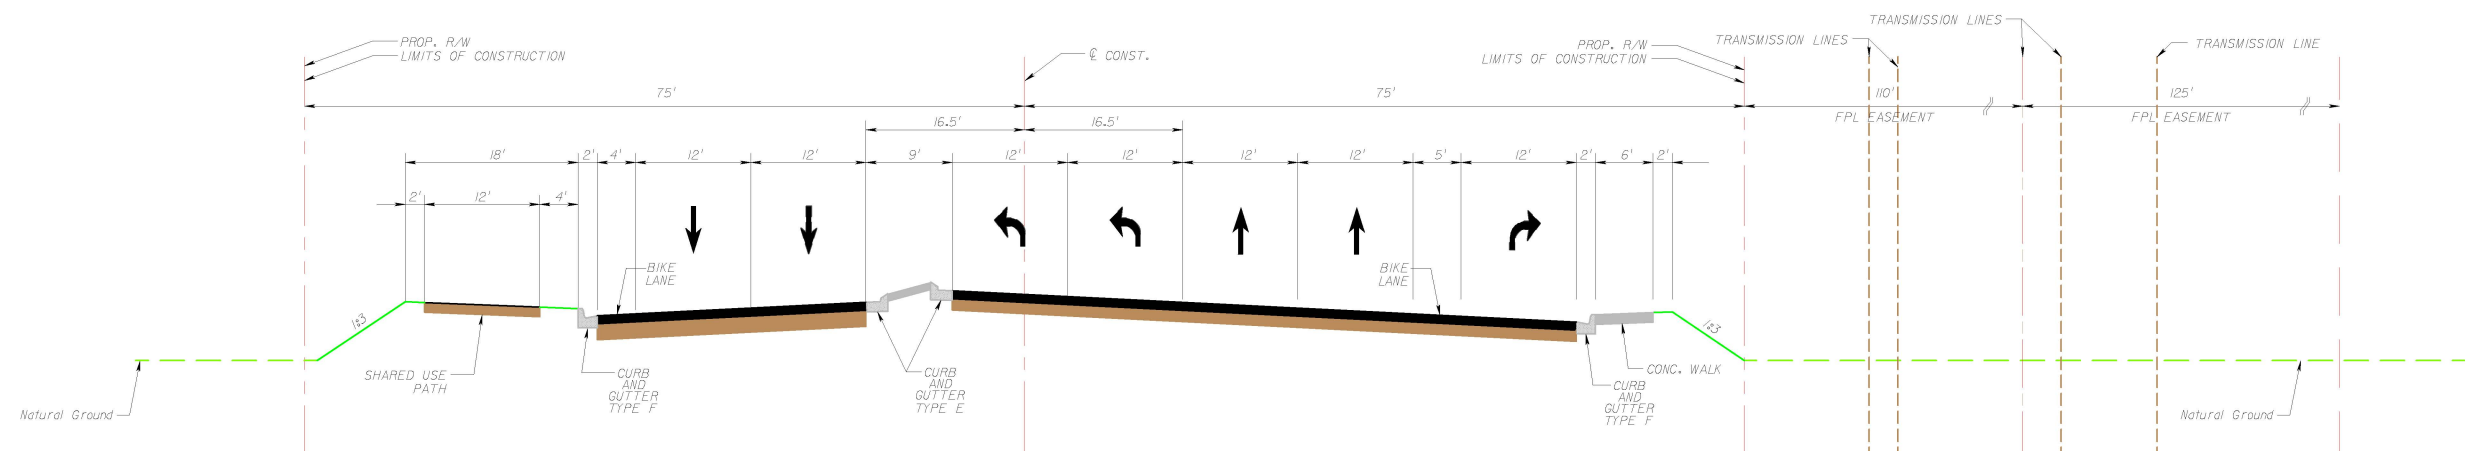 TRANSMISSION LINES
PROP. R/W
LIMITS OF CONSTRUCTION
℄ CONST.
PROP. R/W
LIMITS OF CONSTRUCTION
TRANSMISSION LINES
TRANSMISSION LINE
75'
75'
110'
125'
FPL EASEMENT
FPL EASEMENT
16.5'
16.5'
18'
2'
4'
12'
12'
9'
12'
12'
12'
12'
5'
12'
2'
6'
2'
2'
12'
4'
BIKE
LANE
BIKE
LANE
1:3
1:3
SHARED USE
PATH
CURB
AND
GUTTER
TYPE F
CURB
AND
GUTTER
TYPE E
CONC. WALK
CURB
AND
GUTTER
TYPE F
Natural Ground
Natural Ground